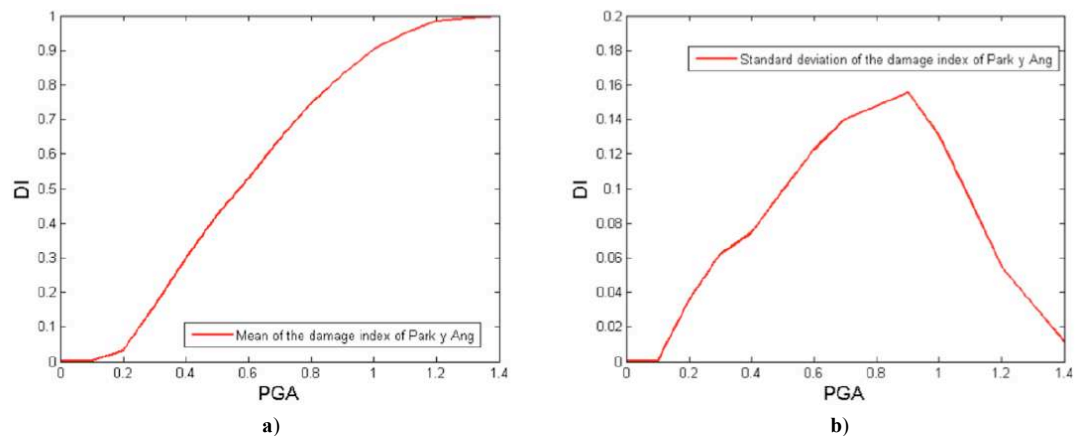 1
0.9
0.8
0.7
0.6
0.5
0.4
0.3
0.2
0.1
0
DI
Mean of the damage index of Park y Ang
0 0.2 0.4 0.6 0.8 1 1.2 1.4
PGA
a)
0.2
0.18
0.16
0.14
0.12
0.1
0.08
0.06
0.04
0.02
0
DI
Standard deviation of the damage index of Park y Ang
0 0.2 0.4 0.6 0.8 1 1.2 1.4
PGA
b)